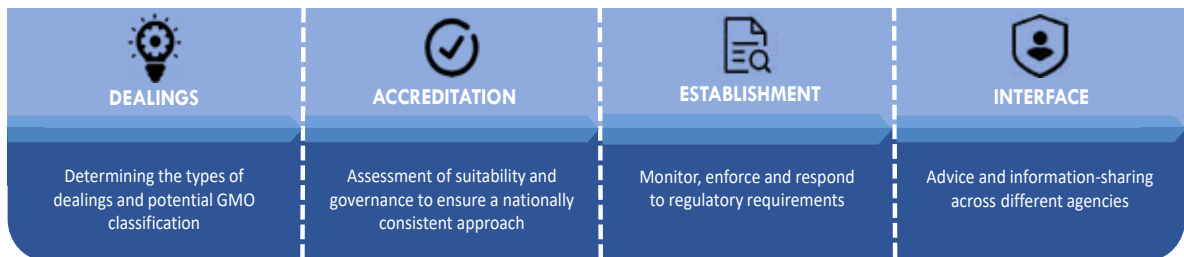 DEALINGS
Determining the types of
dealings and potential GMO
classification
ACCREDITATION
Assessment of suitability and
governance to ensure a nationally
consistent approach
ESTABLISHMENT
Monitor, enforce and respond
to regulatory requirements
INTERFACE
Advice and information-sharing
across different agencies